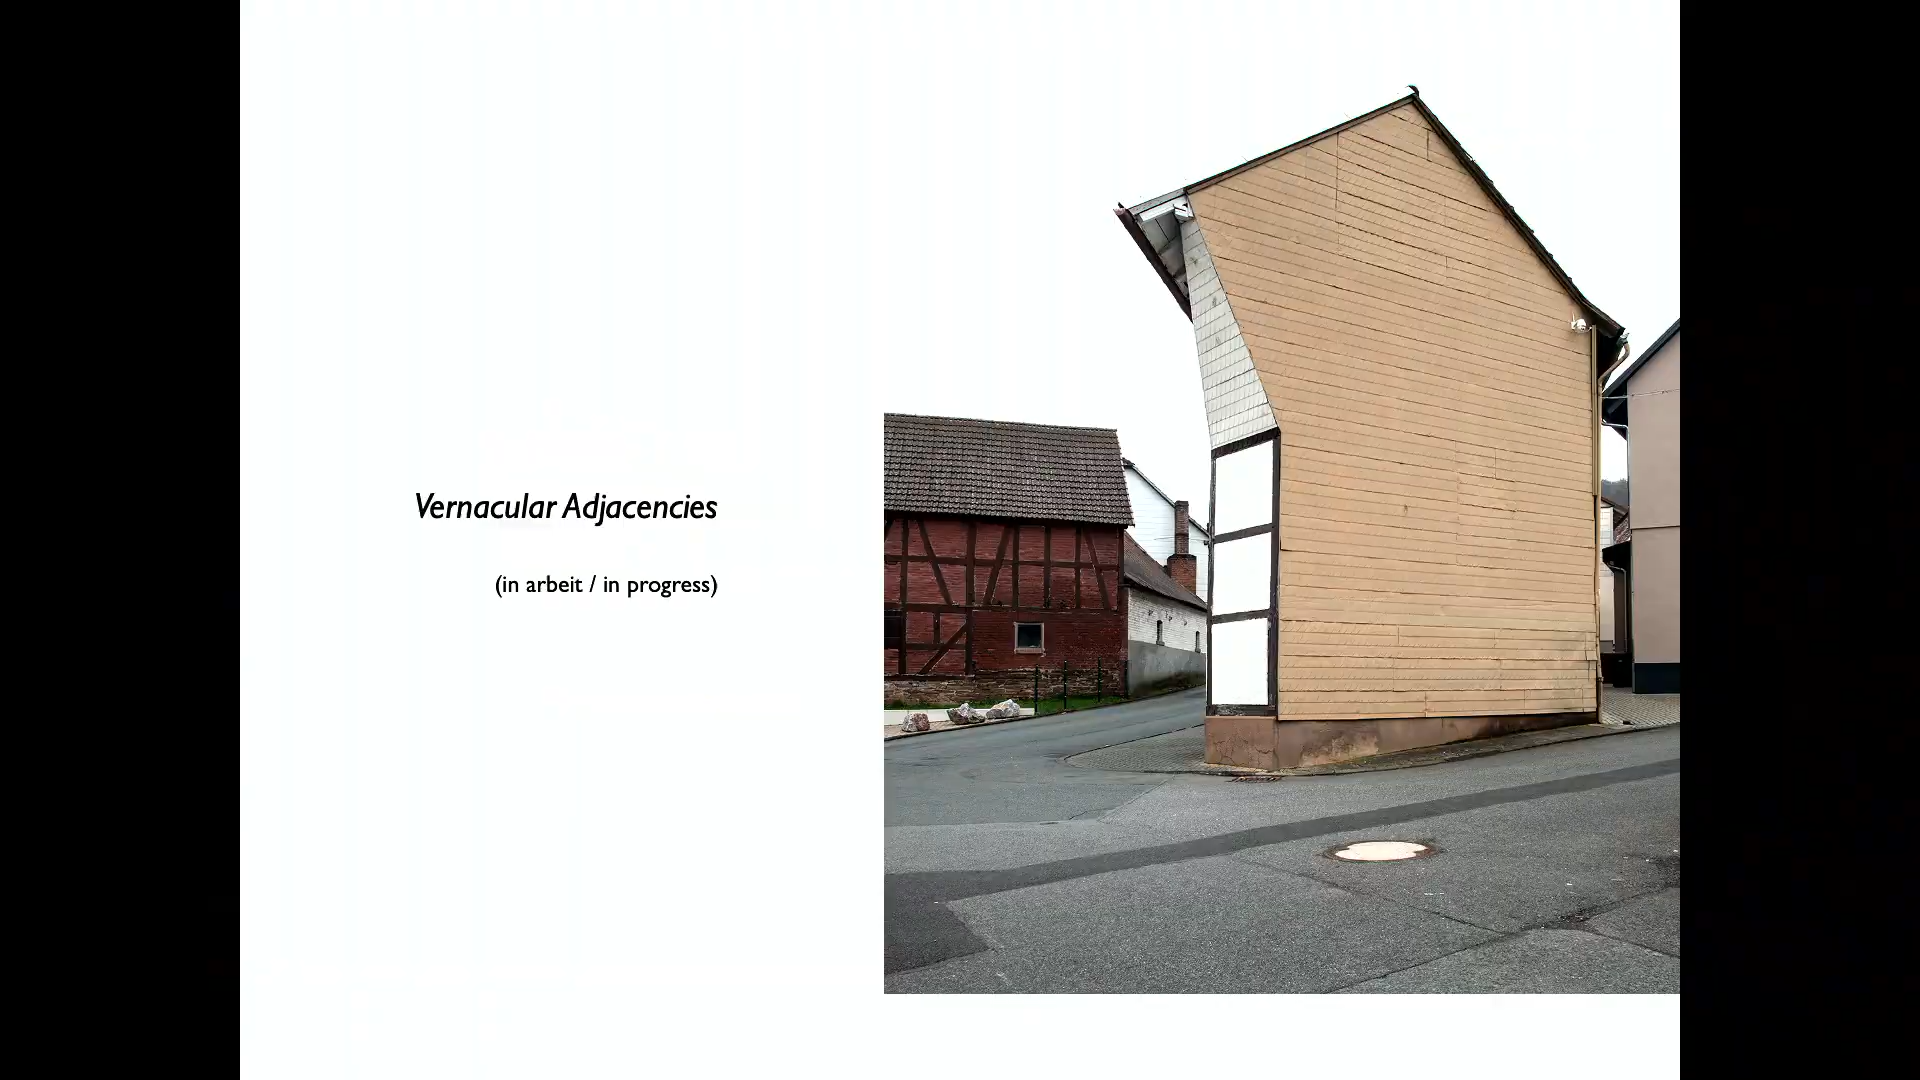 Vernacular Adjacencies
(in arbeit / in progress)